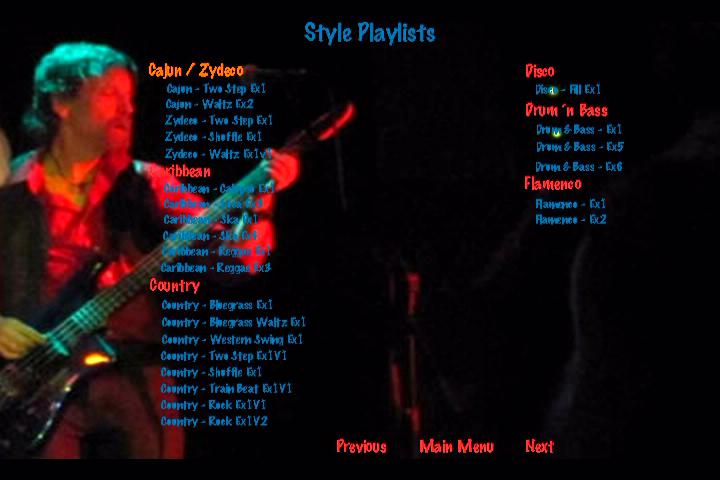 Style Playlists
Cajun / Zydeco
Cajun - Two Step Ex1
Cajun - Waltz Ex2
Zydeco - Two Step Ex1
Zydeco - Shuffle Ex1
Zydeco - Waltz Ex1V1
Caribbean
Caribbean - Calypso Ex1
Caribbean -
Caribbean - Ska Ex1
Caribbean - Ska
Caribbean - Reggae Ex1
Caribbean - Reggae Ex3
Country
Country - Bluegrass Ex1
Country - Bluegrass Waltz Ex1
Country - Western Swing Ex1
Country - Two Step Ex1V1
Country - Shuffle Ex1
Country - Train Beat Ex1V1
Country - Rock Ex1V1
Country - Rock Ex1V2
Disco
Disco - Fill Ex1
Drum 'n Bass
Drum & Bass - Ex1
Drum & Bass - Ex5
Drum & Bass - Ex6
Flamenco
Flamenco - Ex1
Flamenco - Ex2
Previous
Main Menu
Next